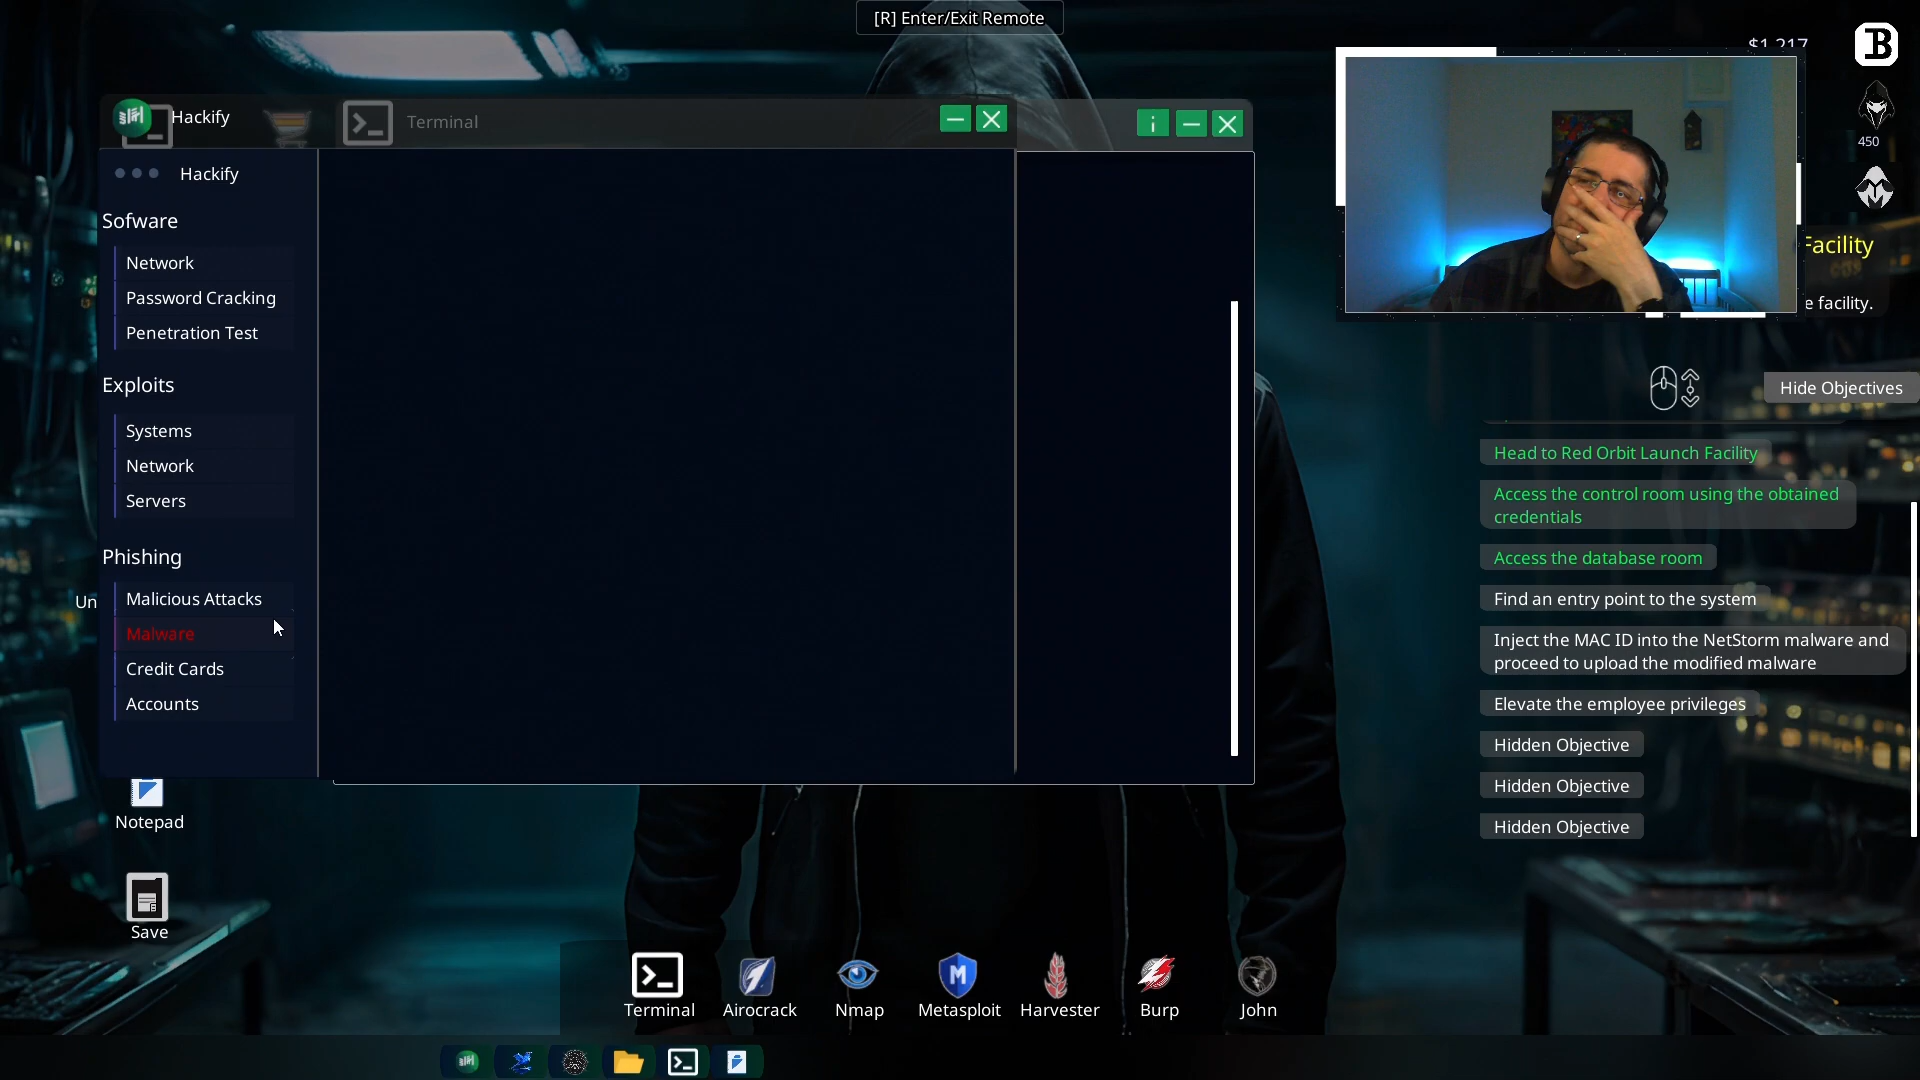 [R] Enter/Exit Remote
B
450
Hackify
Terminal
i
Hackify
Sofware
Network
Password Cracking
Penetration Test
Exploits
Systems
Network
Servers
Phishing
Un
Malicious Attacks
Malware
Credit Cards
Accounts
Facility
e facility.
Hide Objectives
Head to Red Orbit Launch Facility
Access the control room using the obtained
credentials
Access the database room
Find an entry point to the system
Inject the MAC ID into the NetStorm malware and
proceed to upload the modified malware
Elevate the employee privileges
Hidden Objective
Hidden Objective
Hidden Objective
Notepad
Save
Terminal
Airocrack
Nmap
Metasploit
Harvester
Burp
John